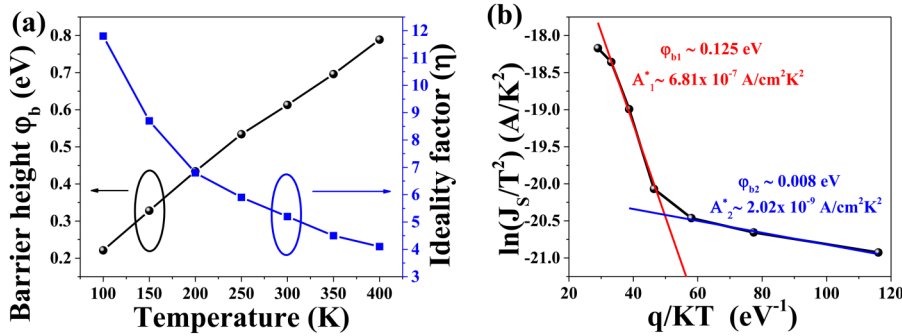 (a)
Barrier height φb (eV)
0.8
0.7
0.6
0.5
0.4
0.3
0.2
12
11
10
9
8
7
6
5
4
3
2
Ideality factor (η)
100 150 200 250 300 350 400
Temperature (K)
(b)
ln(JS/T²) (A/K²)
-18.0
-18.5
-19.0
-19.5
-20.0
-20.5
-21.0
φb1 ~ 0.125 eV
A*1~ 6.81x 10⁻⁷ A/cm²K²
φb2 ~ 0.008 eV
A*2~ 2.02x 10⁻⁹ A/cm²K²
20 40 60 80 100 120
q/KT (eV⁻¹)